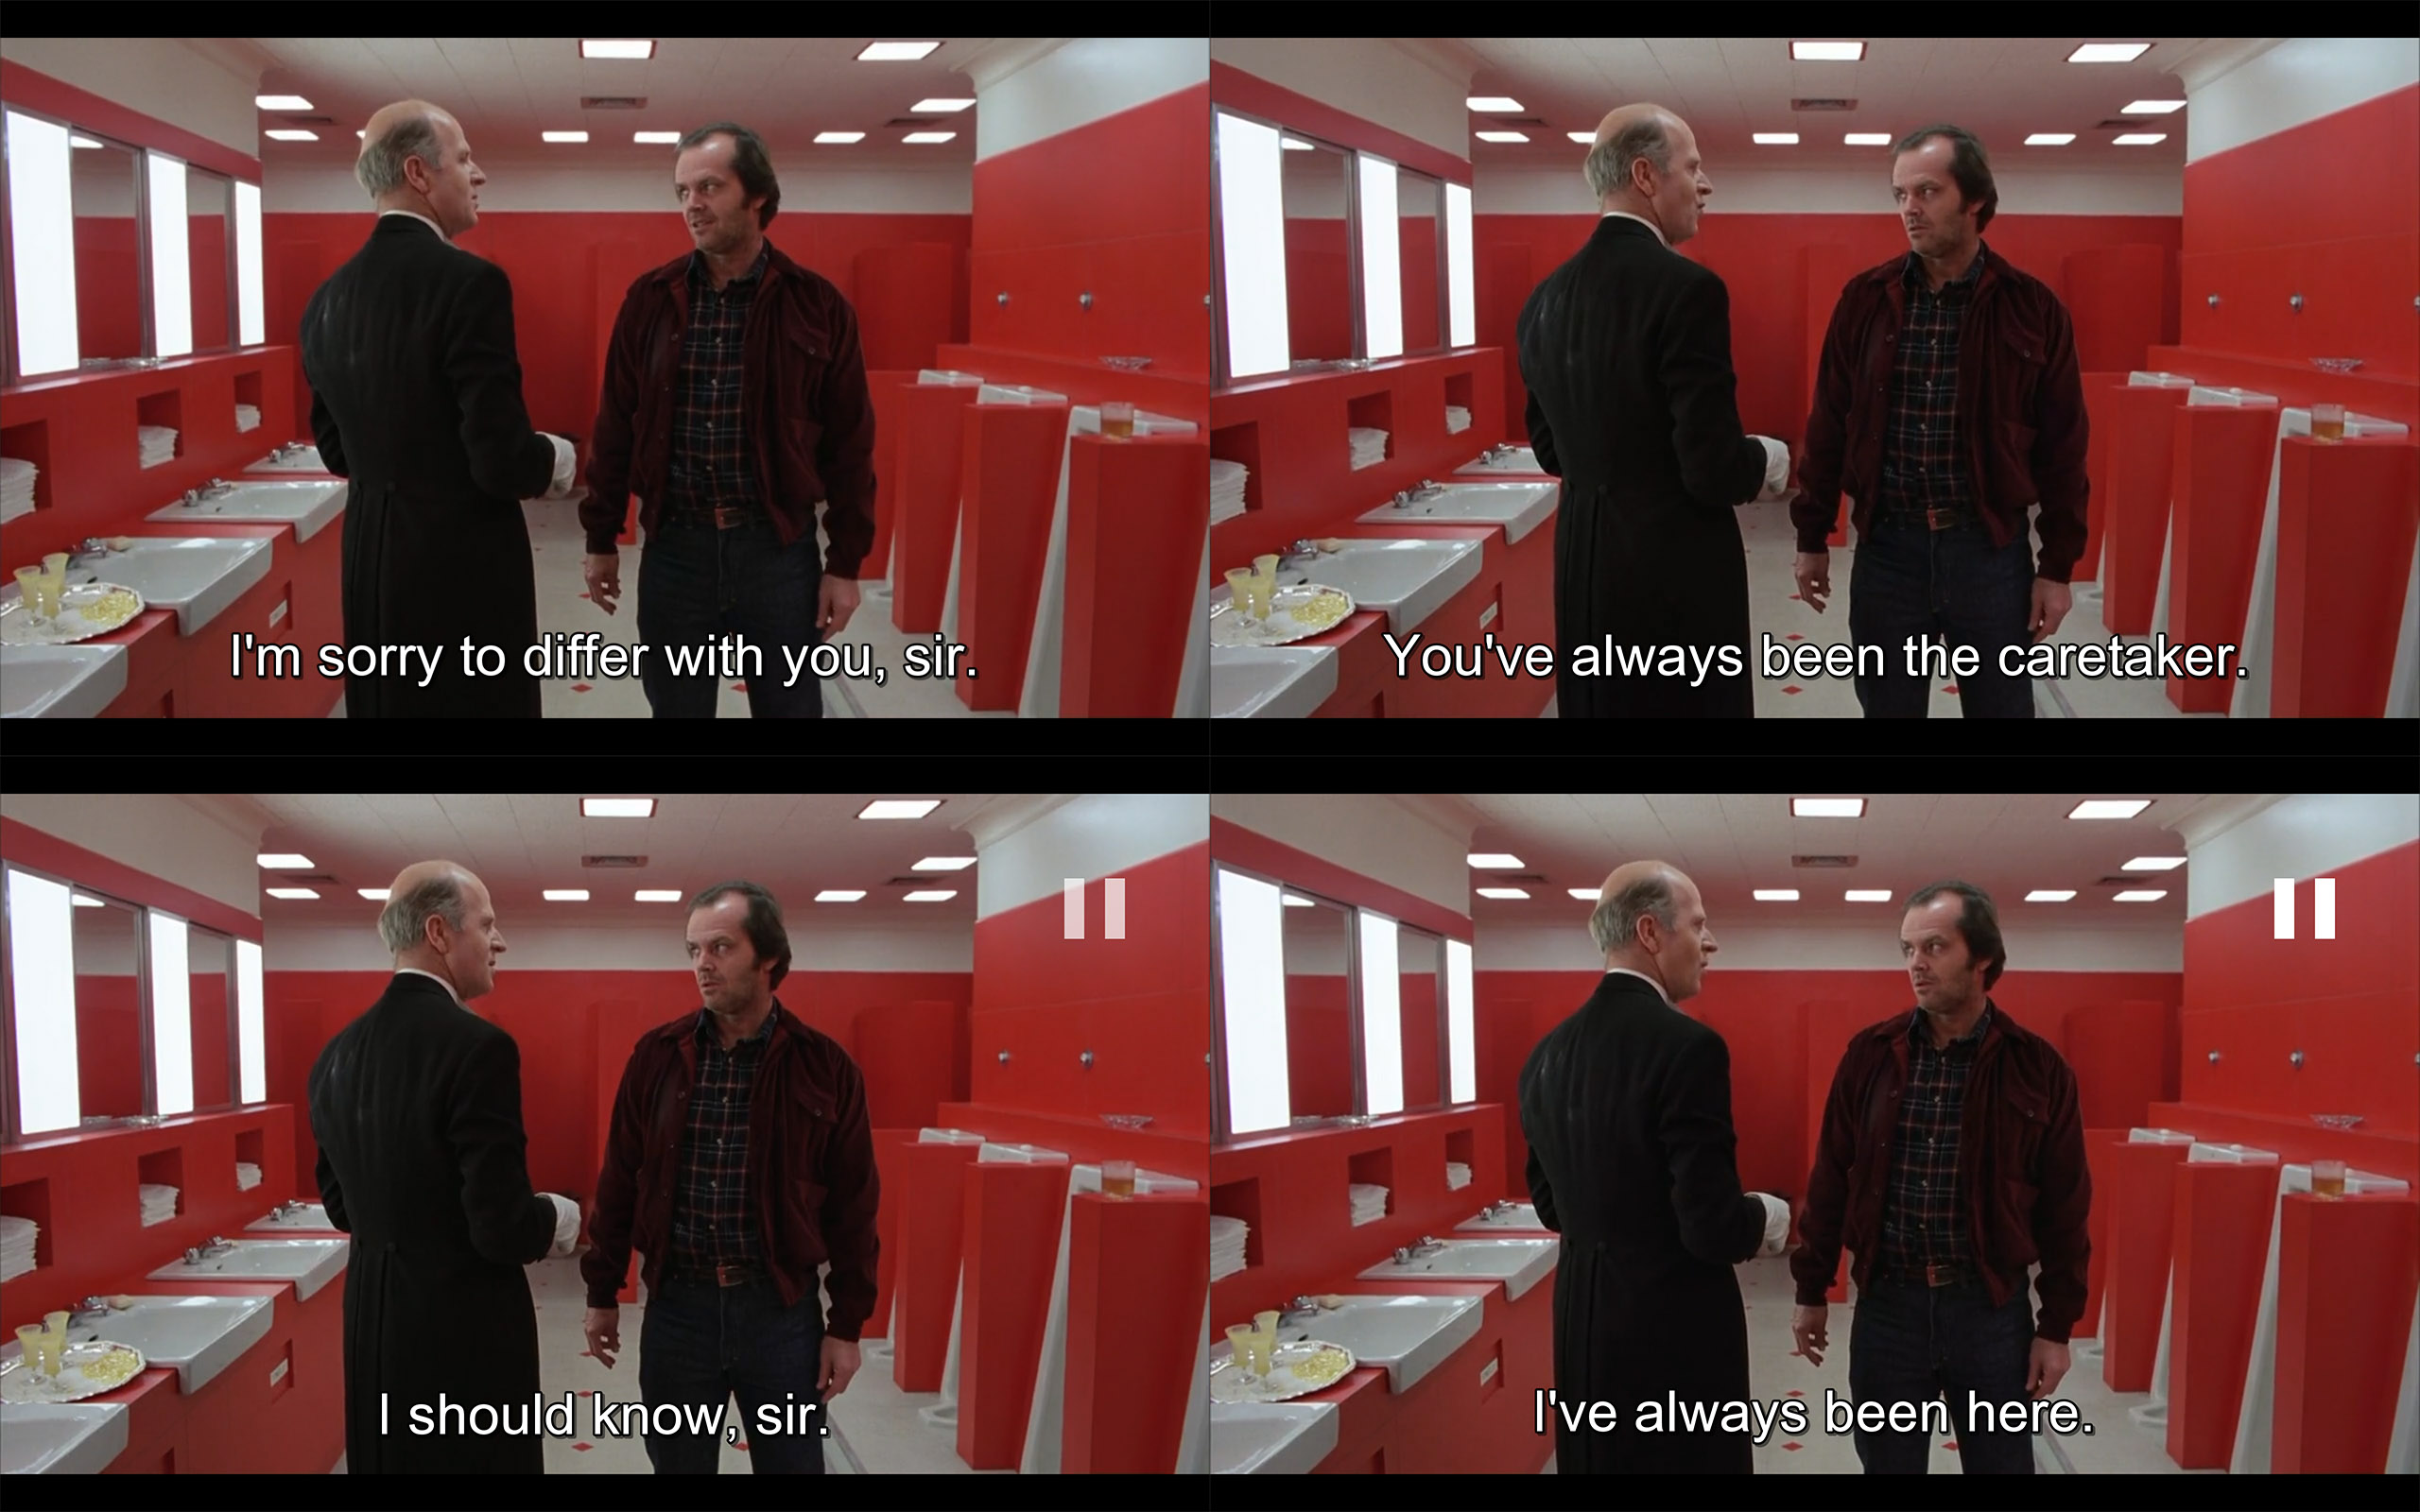 I'm sorry to differ with you, sir.
You've always been the caretaker.
I should know, sir.
I've always been here.